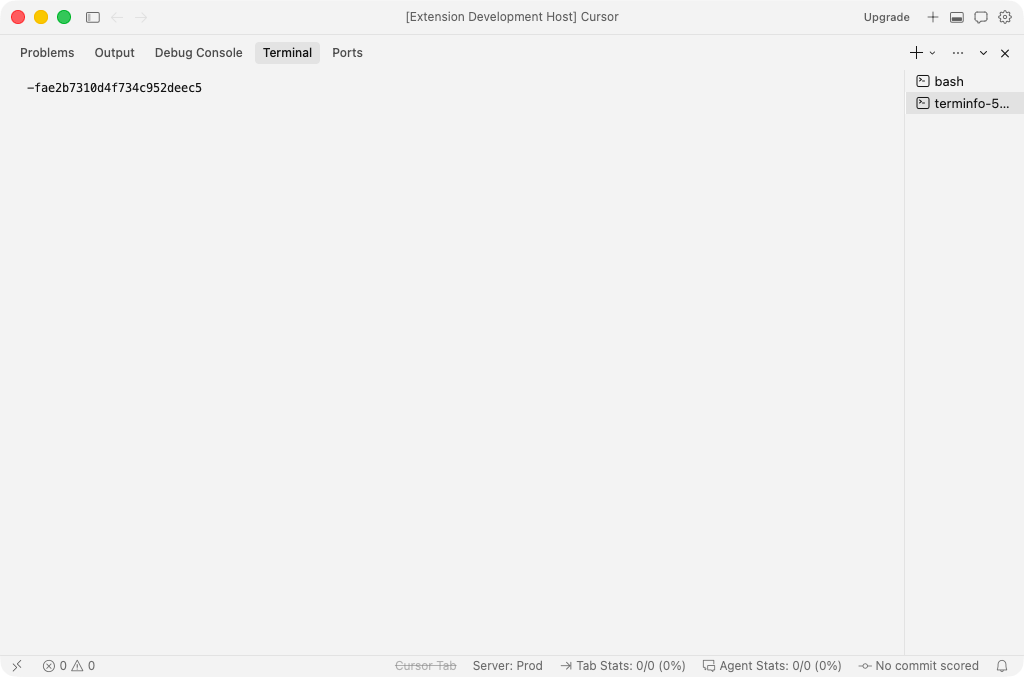 [Extension Development Host] Cursor
Upgrade
Problems Output Debug Console Terminal Ports
-fae2b7310d4f734c952deec5
bash
terminfo-5...
0 0 Cursor Tab Server: Prod Tab Stats: 0/0 (0%) Agent Stats: 0/0 (0%) No commit scored